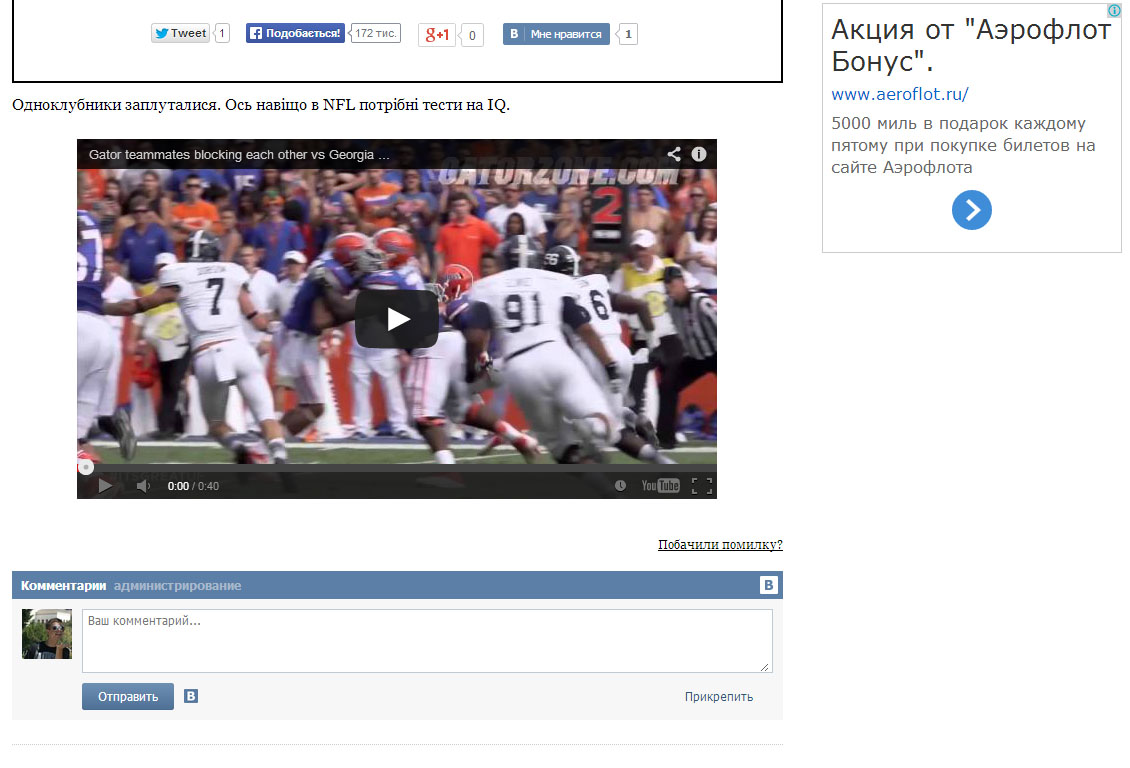 Tweet 1 Подобається! 172 тис. g+1 0 B Мне нравится 1
Одноклубники заплуталися. Ось навіщо в NFL потрібні тести на IQ.
Gator teammates blocking each other vs Georgia ...
GATORZONE.COM
2
7
91
56
6
0:00 / 0:40
YouTube
Побачили помилку?
Комментарии администрирование B
Ваш комментарий...
Отправить B Прикрепить
Акция от "Аэрофлот
Бонус".
www.aeroflot.ru/
5000 миль в подарок каждому
пятому при покупке билетов на
сайте Аэрофлота